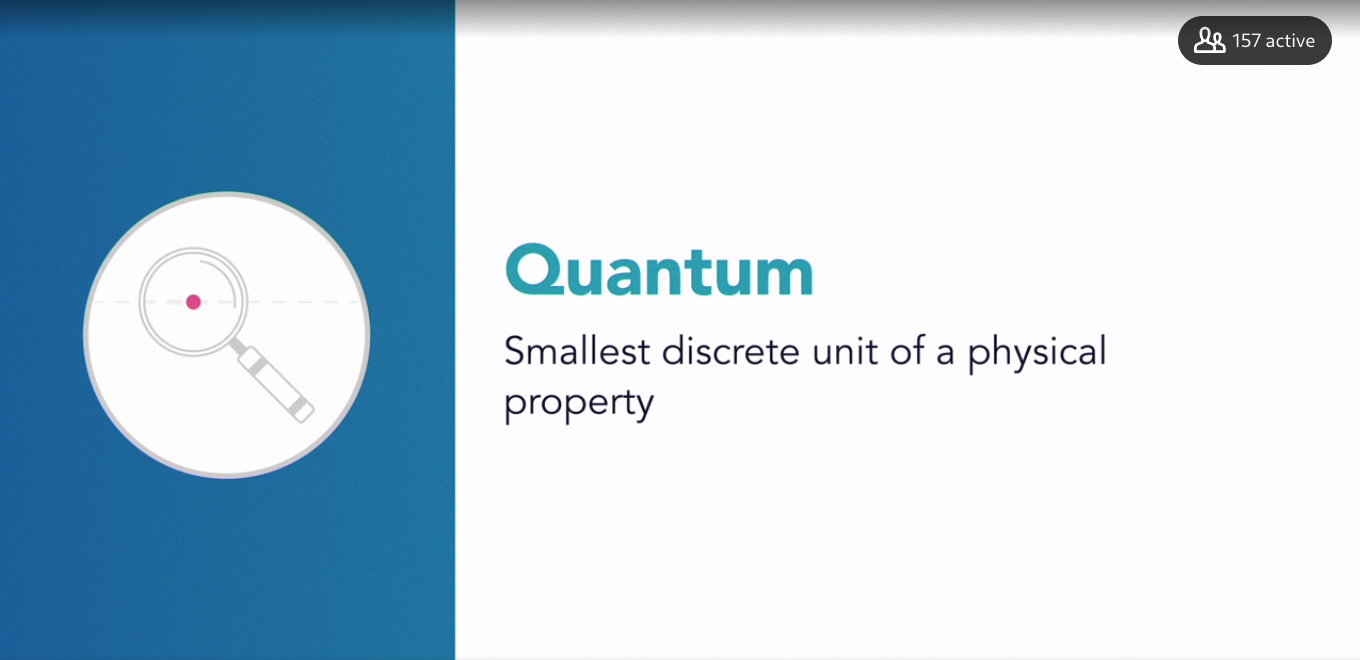 157 active
Quantum
Smallest discrete unit of a physical
property